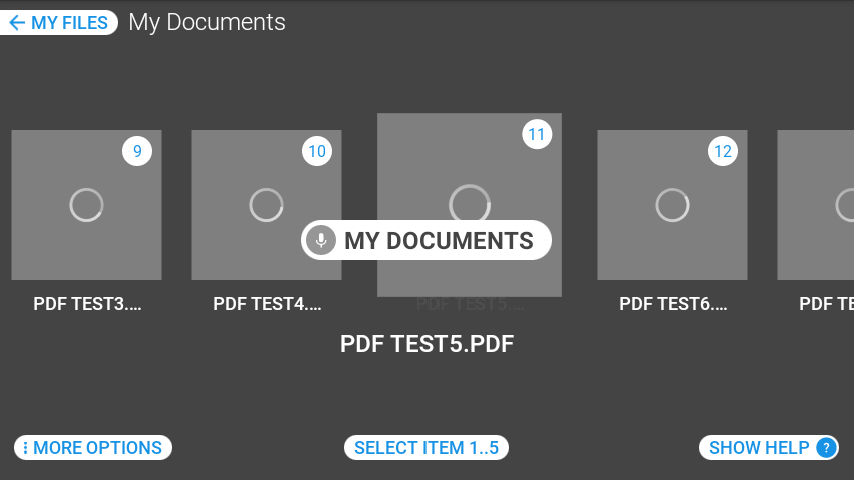 MY FILES
My Documents
9
10
11
12
MY DOCUMENTS
PDF TEST3....
PDF TEST4....
PDF TEST5....
PDF TEST6....
PDF TE
PDF TEST5.PDF
MORE OPTIONS
SELECT ITEM 1..5
SHOW HELP ?